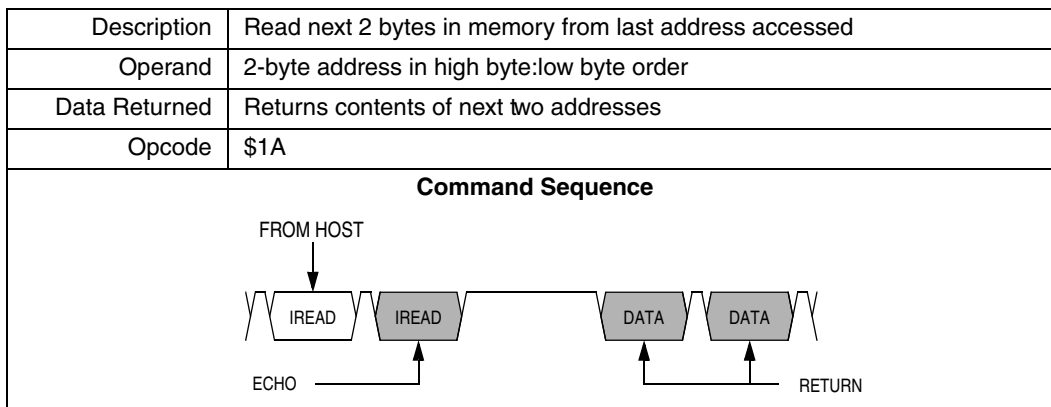 Description Read next 2 bytes in memory from last address accessed
Operand 2-byte address in high byte:low byte order
Data Returned Returns contents of next two addresses
Opcode $1A
Command Sequence
FROM HOST
IREAD IREAD DATA DATA
ECHO RETURN